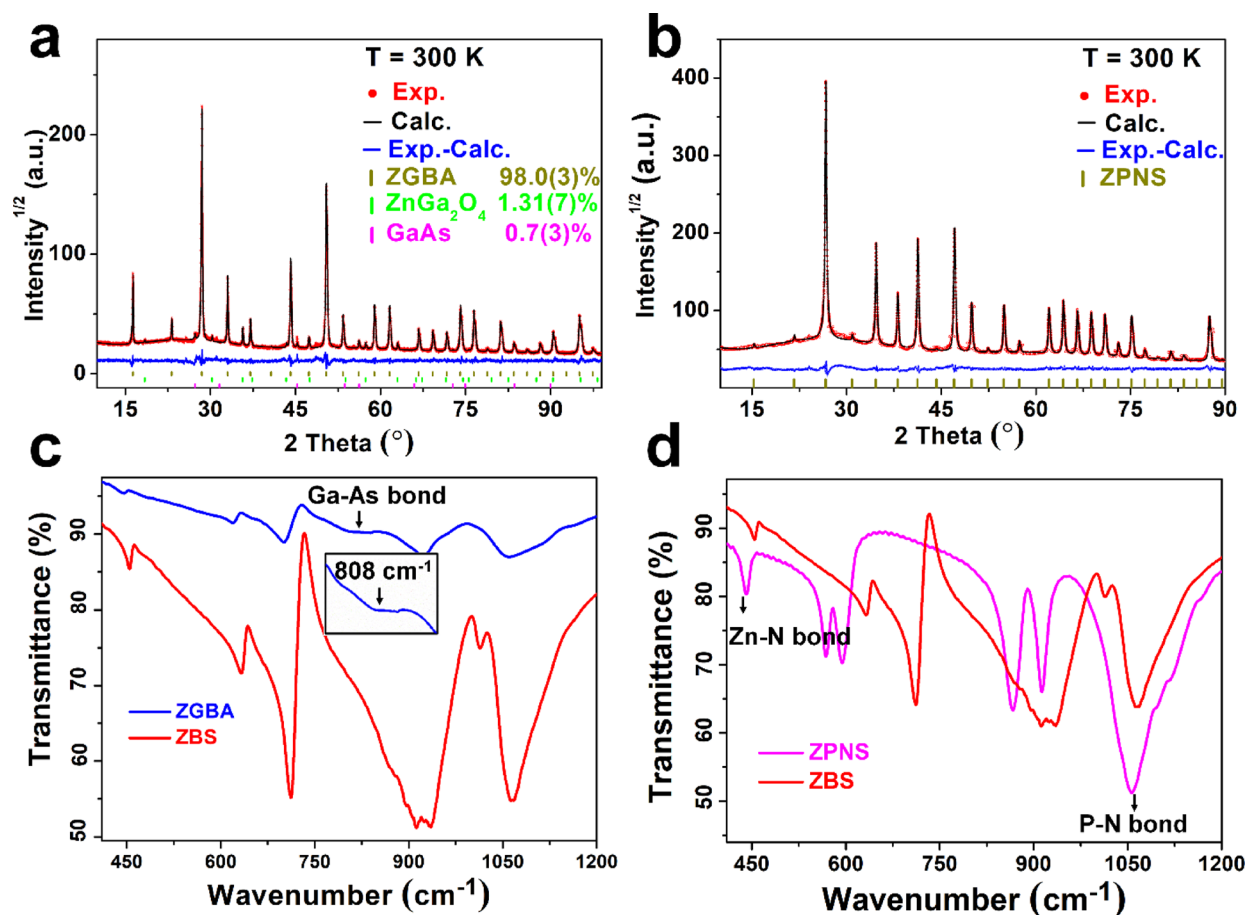 a
T = 300 K
Exp.
Calc.
Exp.-Calc.
ZGBA 98.0(3)%
ZnGa₂O₄ 1.31(7)%
GaAs 0.7(3)%
Intensity¹ᐟ² (a.u.)
200
100
0
15 30 45 60 75 90
2 Theta (°)
b
T = 300 K
Exp.
Calc.
Exp.-Calc.
ZPNS
Intensity¹ᐟ² (a.u.)
400
300
200
100
15 30 45 60 75 90
2 Theta (°)
c
Ga-As bond
808 cm⁻¹
ZGBA
ZBS
Transmittance (%)
90
80
70
60
50
450 600 750 900 1050 1200
Wavenumber (cm⁻¹)
d
Zn-N bond
ZPNS
ZBS
P-N bond
Transmittance (%)
90
80
70
60
50
450 600 750 900 1050 1200
Wavenumber (cm⁻¹)